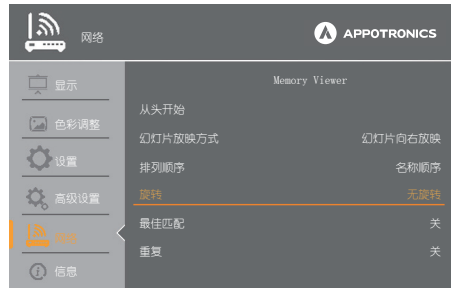 网络
APPOTRONICS
显示
色彩调整
设置
高级设置
网络
信息
Memory Viewer
从头开始
幻灯片放映方式 幻灯片向右放映
排列顺序 名称顺序
旋转 无旋转
最佳匹配 关
重复 关